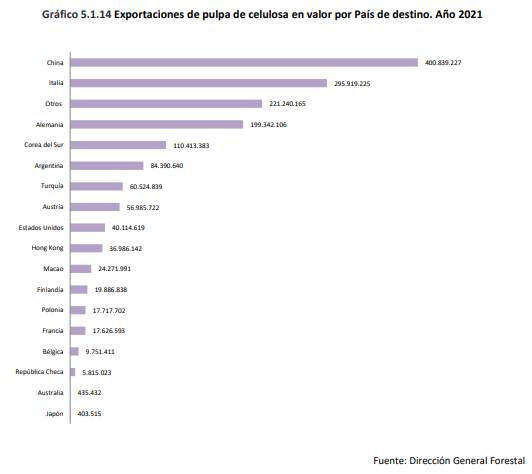 Gráfico 5.1.14 Exportaciones de pulpa de celulosa en valor por País de destino. Año 2021
China 400.839.227
Italia 295.919.225
Otros 221.240.165
Alemania 199.342.106
Corea del Sur 110.413.383
Argentina 84.390.640
Turquía 60.524.839
Austria 56.985.722
Estados Unidos 40.114.619
Hong Kong 36.986.142
Macao 24.271.991
Finlandia 19.886.838
Polonia 17.717.702
Francia 17.626.593
Bélgica 9.751.411
República Checa 5.815.023
Australia 435.432
Japón 403.515
Fuente: Dirección General Forestal